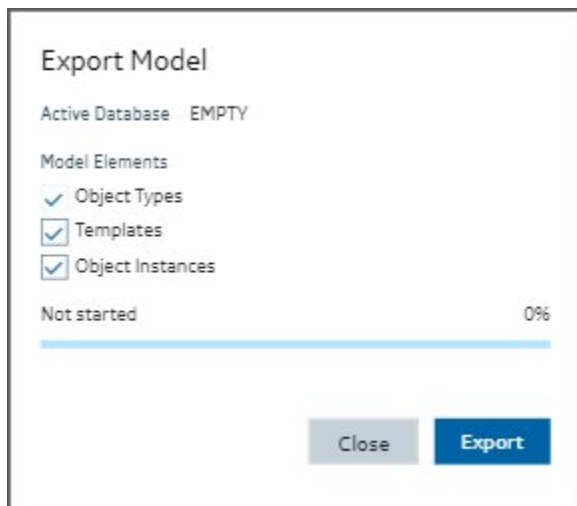 Export Model
Active Database EMPTY
Model Elements
Object Types
Templates
Object Instances
Not started 0%
Close Export